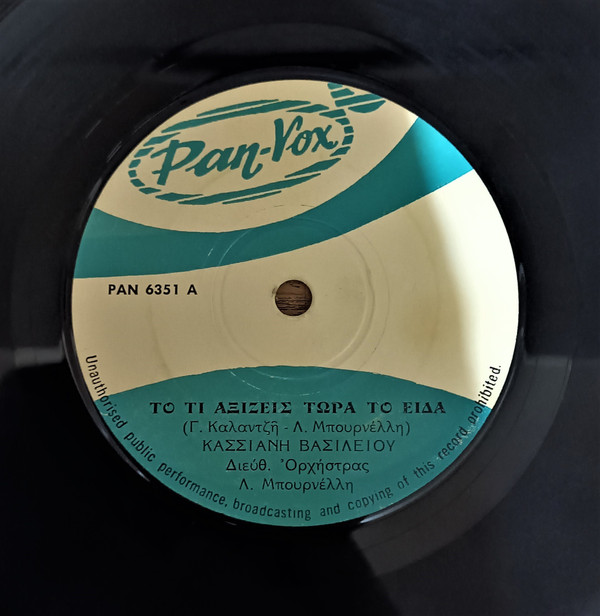 Pan-Vox
PAN 6351 A
ΤΟ ΤΙ ΑΞΙΖΕΙΣ ΤΩΡΑ ΤΟ ΕΙΔΑ
(Γ. Καλαντζῆ - Λ. Μπουρνέλλη)
ΚΑΣΣΙΑΝΗ ΒΑΣΙΛΕΙΟΥ
Διεύθ. Ὀρχήστρας
Λ. Μπουρνέλλη
Unauthorised public performance, broadcasting and copying of this record prohibited.